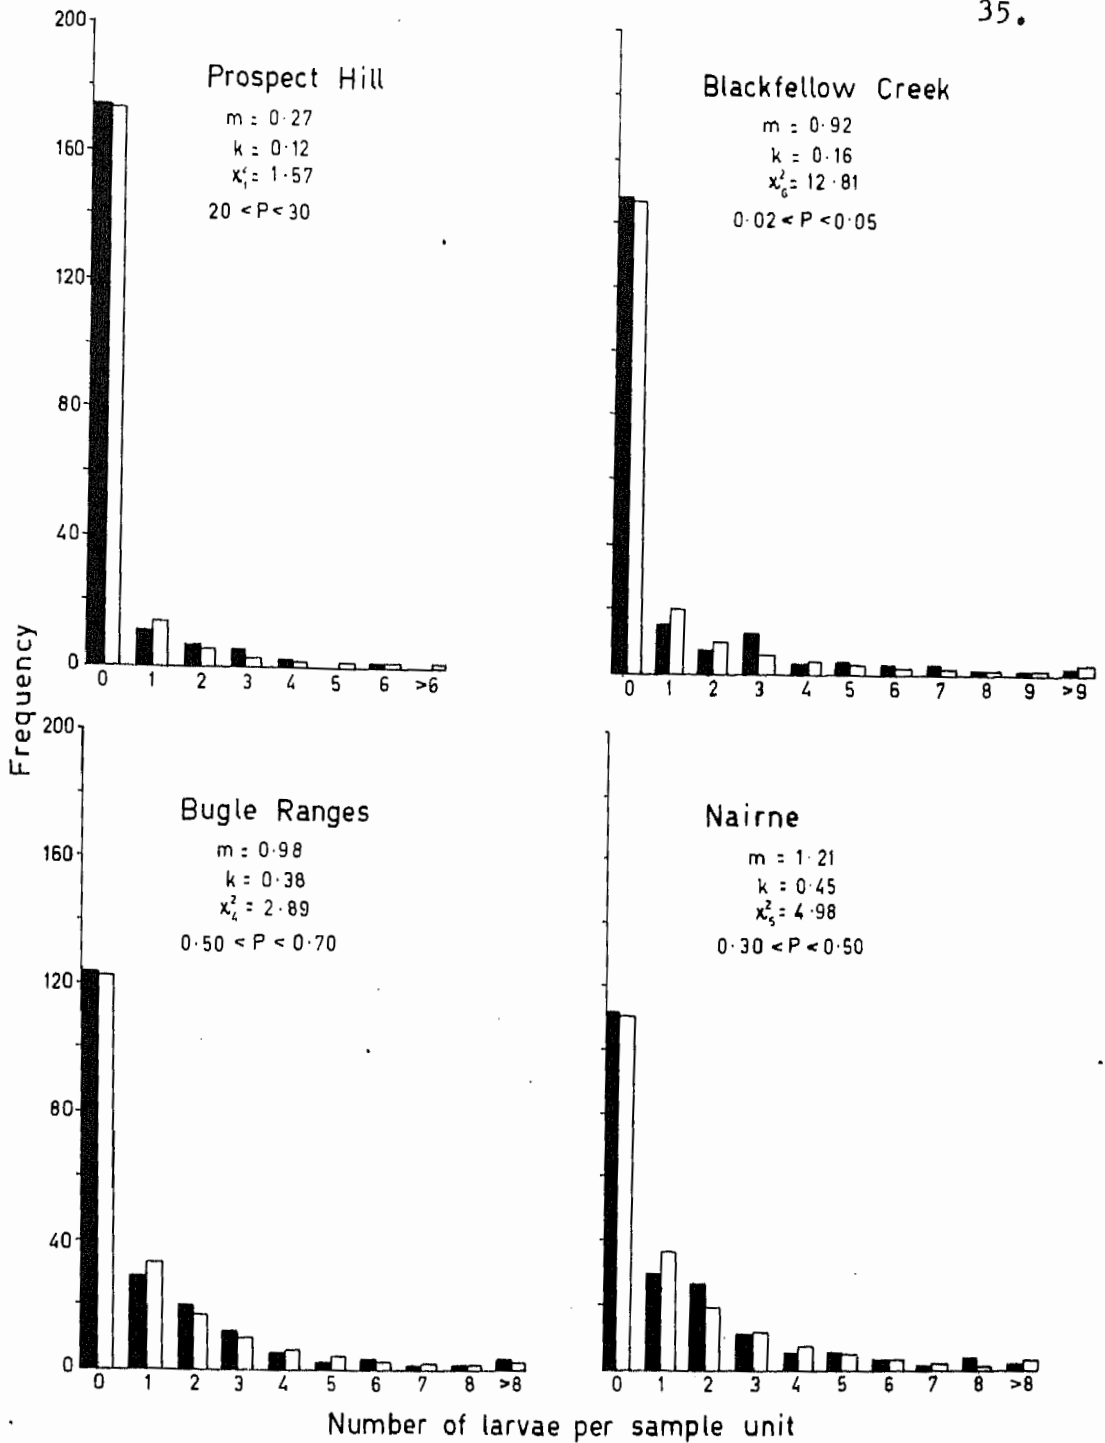 35.
Prospect Hill
m = 0·27
k = 0·12
χ²₁ = 1·57
20 < P < 30
200
160
120
80
40
0
0 1 2 3 4 5 6 >6
Blackfellow Creek
m = 0·92
k = 0·16
χ²₆ = 12·81
0·02 < P < 0·05
0 1 2 3 4 5 6 7 8 9 >9
Frequency
Bugle Ranges
m = 0·98
k = 0·38
χ²₄ = 2·89
0·50 < P < 0·70
200
160
120
80
40
0
0 1 2 3 4 5 6 7 8 >8
Nairne
m = 1·21
k = 0·45
χ²₅ = 4·98
0·30 < P < 0·50
0 1 2 3 4 5 6 7 8 >8
Number of larvae per sample unit